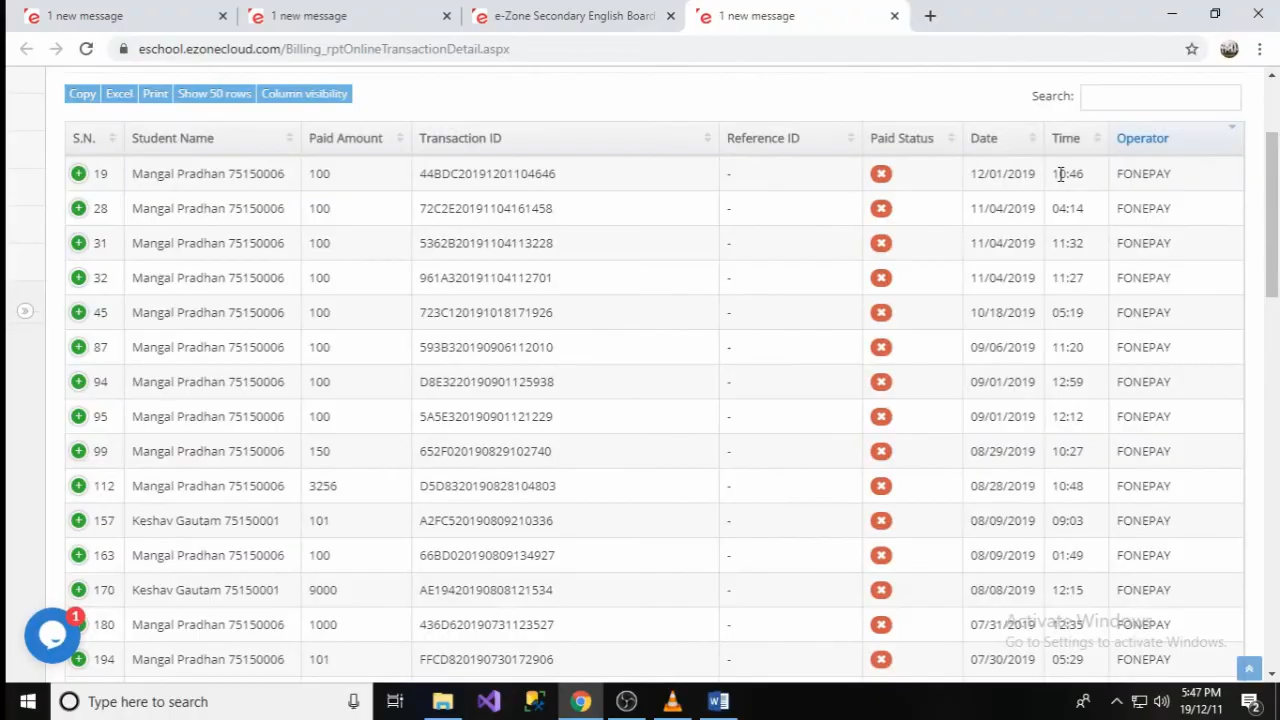 1 new message
1 new message
e-Zone Secondary English Board
1 new message
eschool.ezonecloud.com/Billing_rptOnlineTransactionDetail.aspx
Copy Excel Print Show 50 rows Column visibility Search:
S.N. Student Name Paid Amount Transaction ID Reference ID Paid Status Date Time Operator
19 Mangal Pradhan 75150006 100 44BDC20191201104646 - 12/01/2019 10:46 FONEPAY
28 Mangal Pradhan 75150006 100 72C2E20191104161458 - 11/04/2019 04:14 FONEPAY
31 Mangal Pradhan 75150006 100 5362B20191104113228 - 11/04/2019 11:32 FONEPAY
32 Mangal Pradhan 75150006 100 961A320191104112701 - 11/04/2019 11:27 FONEPAY
45 Mangal Pradhan 75150006 100 723C120191018171926 - 10/18/2019 05:19 FONEPAY
87 Mangal Pradhan 75150006 100 593B320190906112010 - 09/06/2019 11:20 FONEPAY
94 Mangal Pradhan 75150006 100 D8E3220190901125938 - 09/01/2019 12:59 FONEPAY
95 Mangal Pradhan 75150006 100 5A5E320190901121229 - 09/01/2019 12:12 FONEPAY
99 Mangal Pradhan 75150006 150 652F020190829102740 - 08/29/2019 10:27 FONEPAY
112 Mangal Pradhan 75150006 3256 D5D8320190828104803 - 08/28/2019 10:48 FONEPAY
157 Keshav Gautam 75150001 101 A2FC520190809210336 - 08/09/2019 09:03 FONEPAY
163 Mangal Pradhan 75150006 100 66BD020190809134927 - 08/09/2019 01:49 FONEPAY
170 Keshav Gautam 75150001 9000 AE19420190808121534 - 08/08/2019 12:15 FONEPAY
180 Mangal Pradhan 75150006 1000 436D620190731123527 - 07/31/2019 12:35 FONEPAY
194 Mangal Pradhan 75150006 101 FFCD820190730172906 - 07/30/2019 05:29 FONEPAY
1
Activate Windows
Go to Settings to activate Windows.
Type here to search
5:47 PM
19/12/11
2